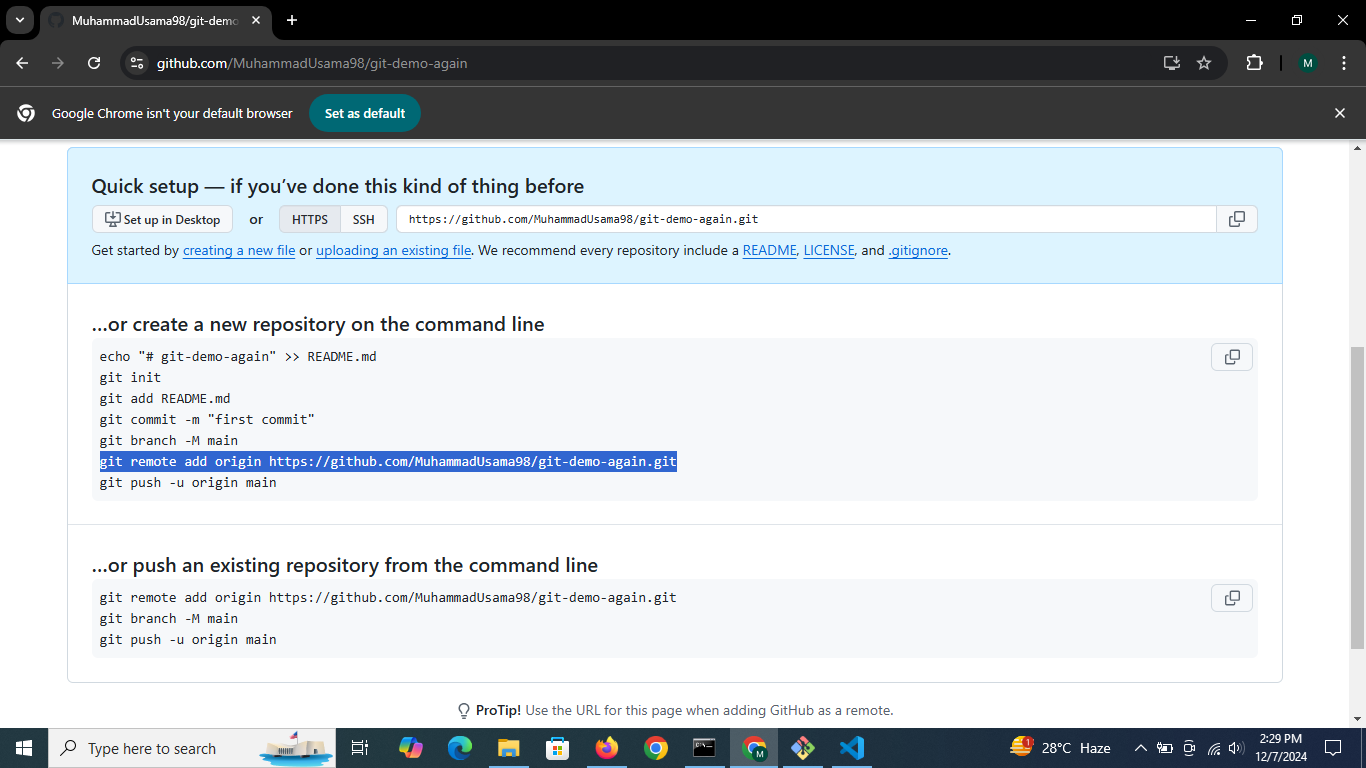 MuhammadUsama98/git-demo
github.com/MuhammadUsama98/git-demo-again
M
Google Chrome isn't your default browser
Set as default
Quick setup — if you’ve done this kind of thing before
Set up in Desktop or HTTPS SSH https://github.com/MuhammadUsama98/git-demo-again.git
Get started by creating a new file or uploading an existing file. We recommend every repository include a README, LICENSE, and .gitignore.
…or create a new repository on the command line
echo "# git-demo-again" >> README.md
git init
git add README.md
git commit -m "first commit"
git branch -M main
git remote add origin https://github.com/MuhammadUsama98/git-demo-again.git
git push -u origin main
…or push an existing repository from the command line
git remote add origin https://github.com/MuhammadUsama98/git-demo-again.git
git branch -M main
git push -u origin main
ProTip! Use the URL for this page when adding GitHub as a remote.
Type here to search
M
1
28°C Haze
2:29 PM
12/7/2024